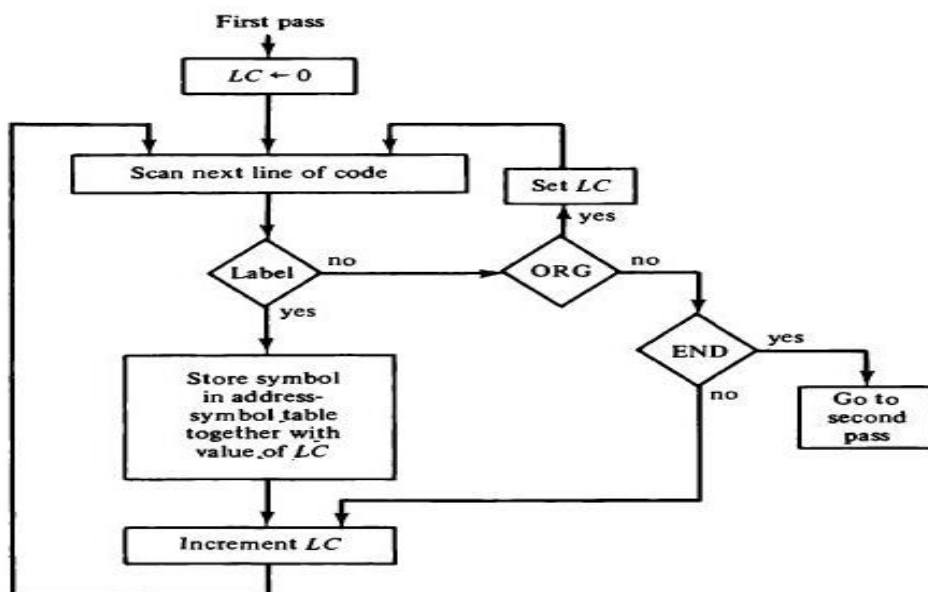 First pass
LC ← 0
Scan next line of code
Set LC
yes
Label
no
ORG
no
yes
END
yes
no
Store symbol
in address-
symbol table
together with
value of LC
Go to
second
pass
Increment LC